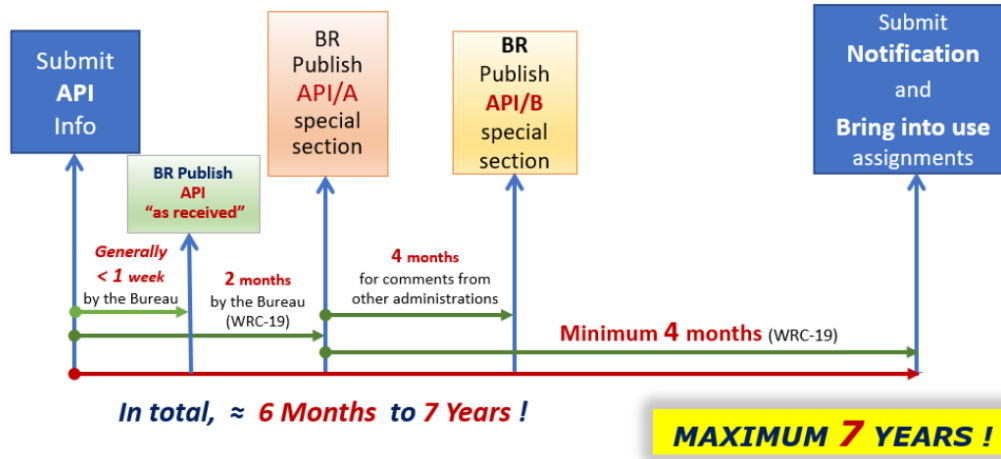 Submit
API
Info
BR Publish
API
"as received"
BR
Publish
API/A
special
section
BR
Publish
API/B
special
section
Submit
Notification
and
Bring into use
assignments
Generally
< 1 week
by the Bureau
2 months
by the Bureau
(WRC-19)
4 months
for comments from
other administrations
Minimum 4 months (WRC-19)
In total, ≈ 6 Months to 7 Years !
MAXIMUM 7 YEARS !